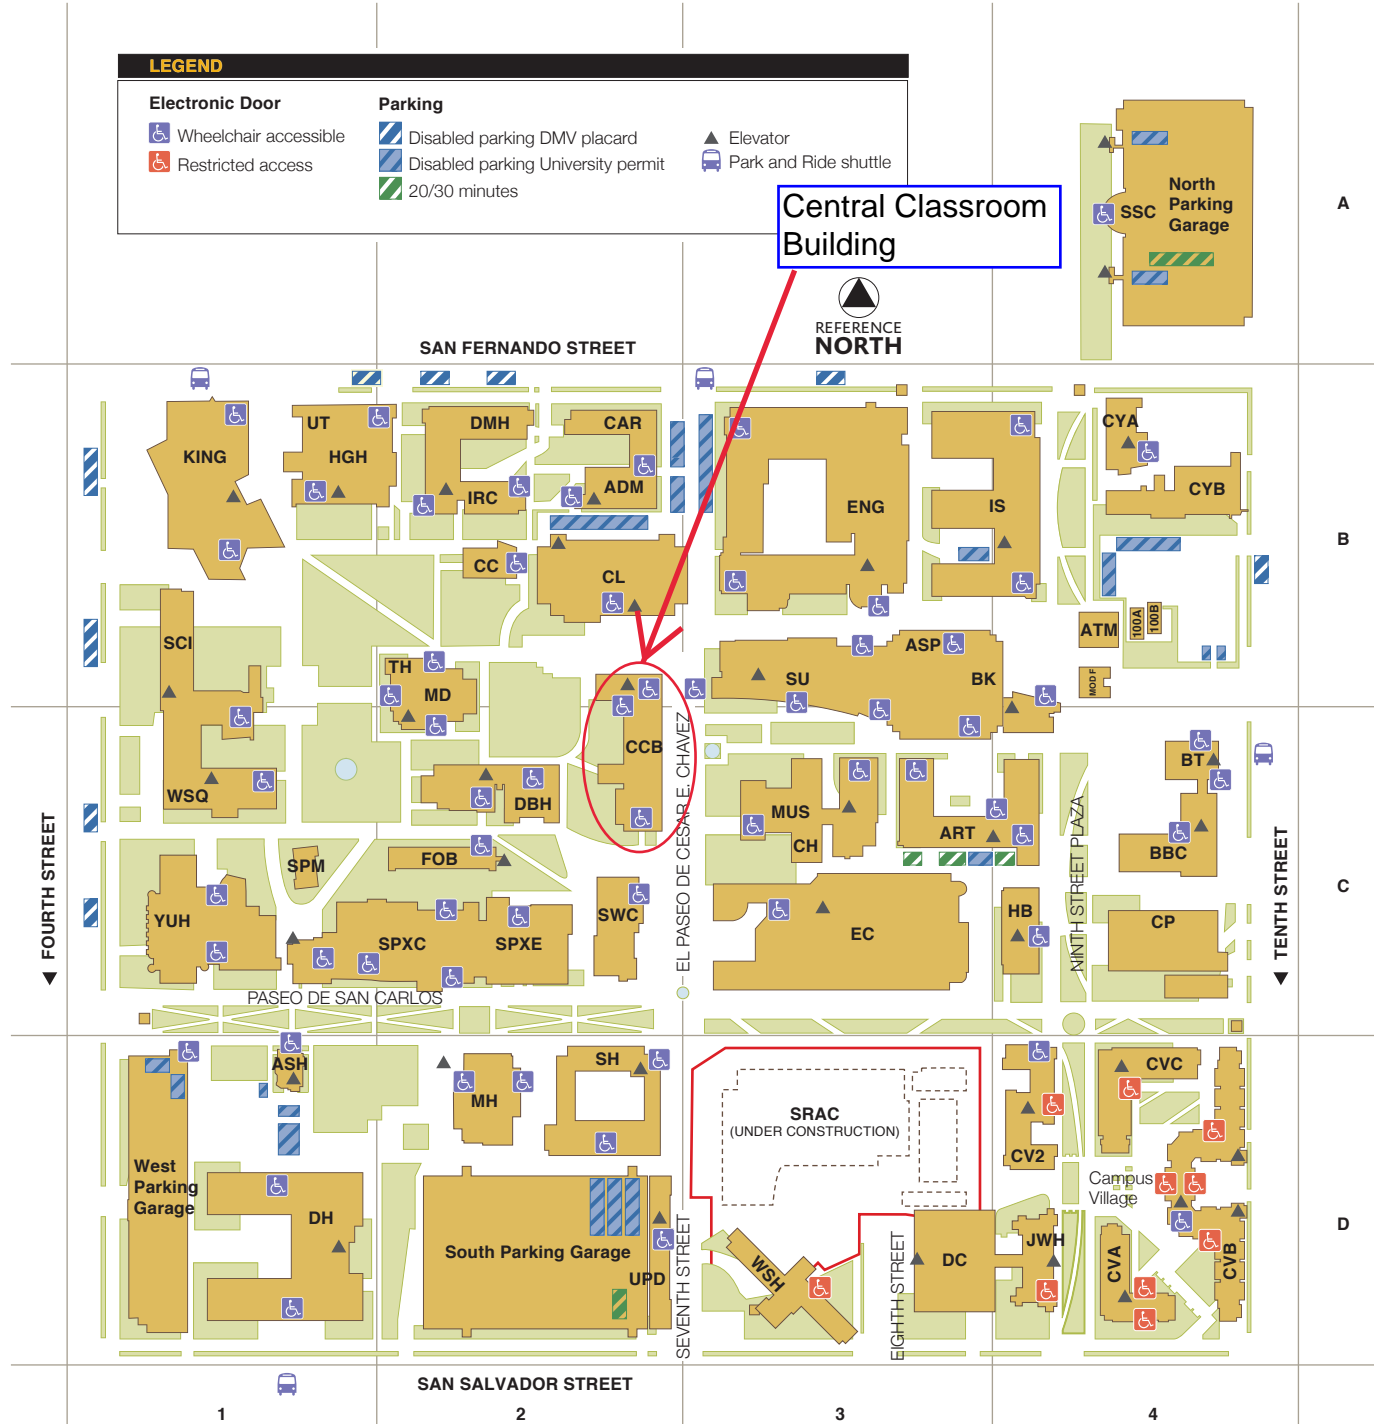 LEGEND
Electronic Door
Wheelchair accessible
Restricted access
Parking
Disabled parking DMV placard
Disabled parking University permit
20/30 minutes
Elevator
Park and Ride shuttle
Central Classroom
Building
SSC
North
Parking
Garage
A
REFERENCE
NORTH
SAN FERNANDO STREET
KING
UT
HGH
DMH
IRC
CAR
ADM
ENG
IS
CYA
CYB
B
CC
CL
SCI
TH
MD
SU
ASP
BK
ATM
100A
100B
MOD F
CCB
WSQ
DBH
MUS
CH
ART
BT
BBC
EL PASEO DE CESAR E. CHAVEZ
NINTH STREET PLAZA
FOURTH STREET
TENTH STREET
SPM
FOB
YUH
SPXC
SPXE
SWC
EC
HB
CP
C
PASEO DE SAN CARLOS
ASH
MH
SH
SRAC
(UNDER CONSTRUCTION)
CV2
CVC
Campus
Village
West
Parking
Garage
DH
South Parking Garage
UPD
SEVENTH STREET
WSH
EIGHTH STREET
DC
JWH
CVA
CVB
D
SAN SALVADOR STREET
1
2
3
4